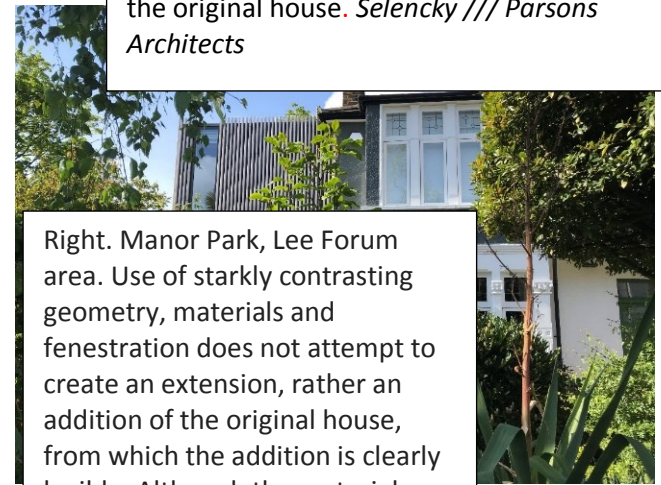 the original house. Selencky /// Parsons
Architects
Right. Manor Park, Lee Forum
area. Use of starkly contrasting
geometry, materials and
fenestration does not attempt to
create an extension, rather an
addition of the original house,
from which the addition is clearly